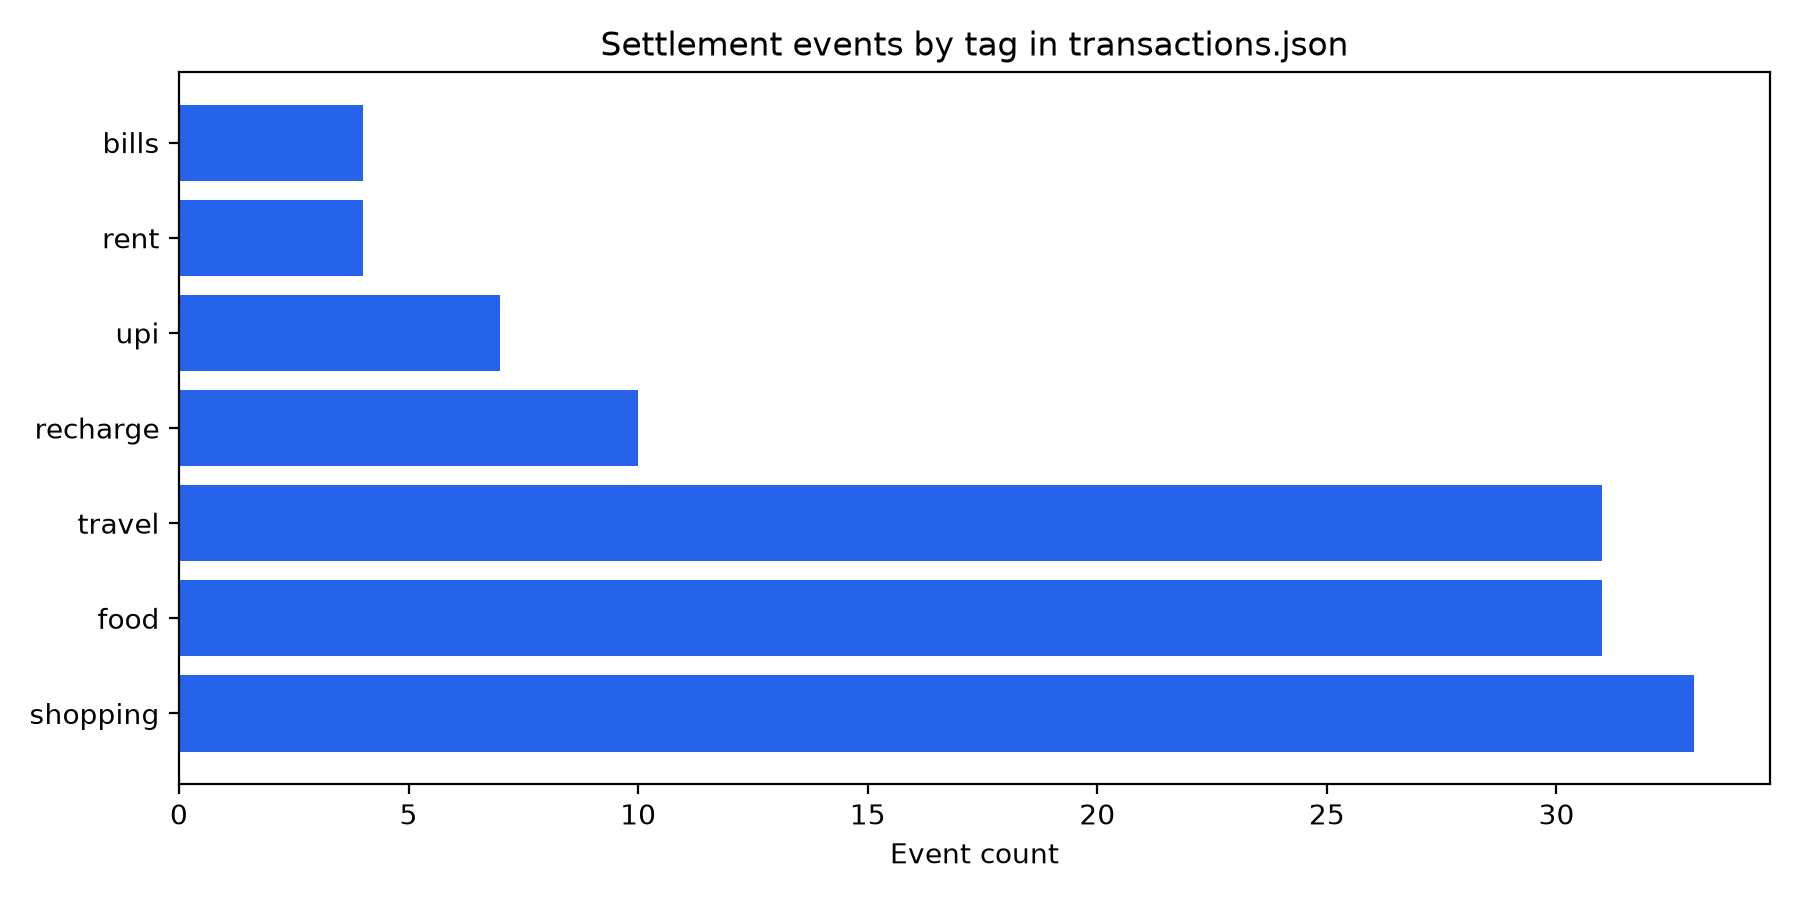 Settlement events by tag in transactions.json
bills
rent
upi
recharge
travel
food
shopping
0 5 10 15 20 25 30
Event count